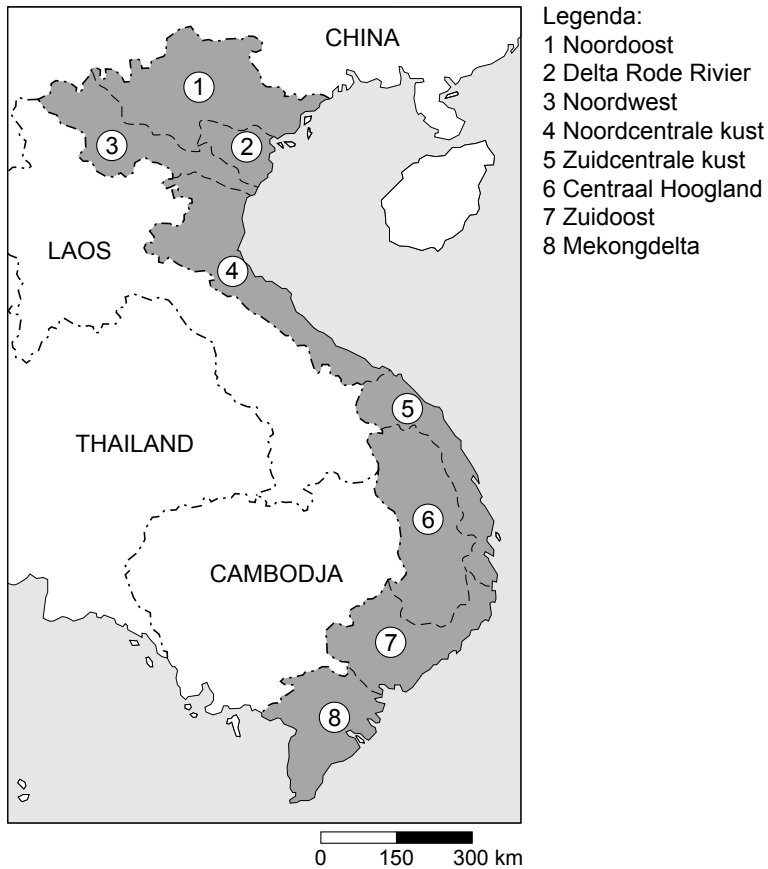 CHINA
LAOS
THAILAND
CAMBODJA
1
2
3
4
5
6
7
8
0 150 300 km
Legenda:
1 Noordoost
2 Delta Rode Rivier
3 Noordwest
4 Noordcentrale kust
5 Zuidcentrale kust
6 Centraal Hoogland
7 Zuidoost
8 Mekongdelta